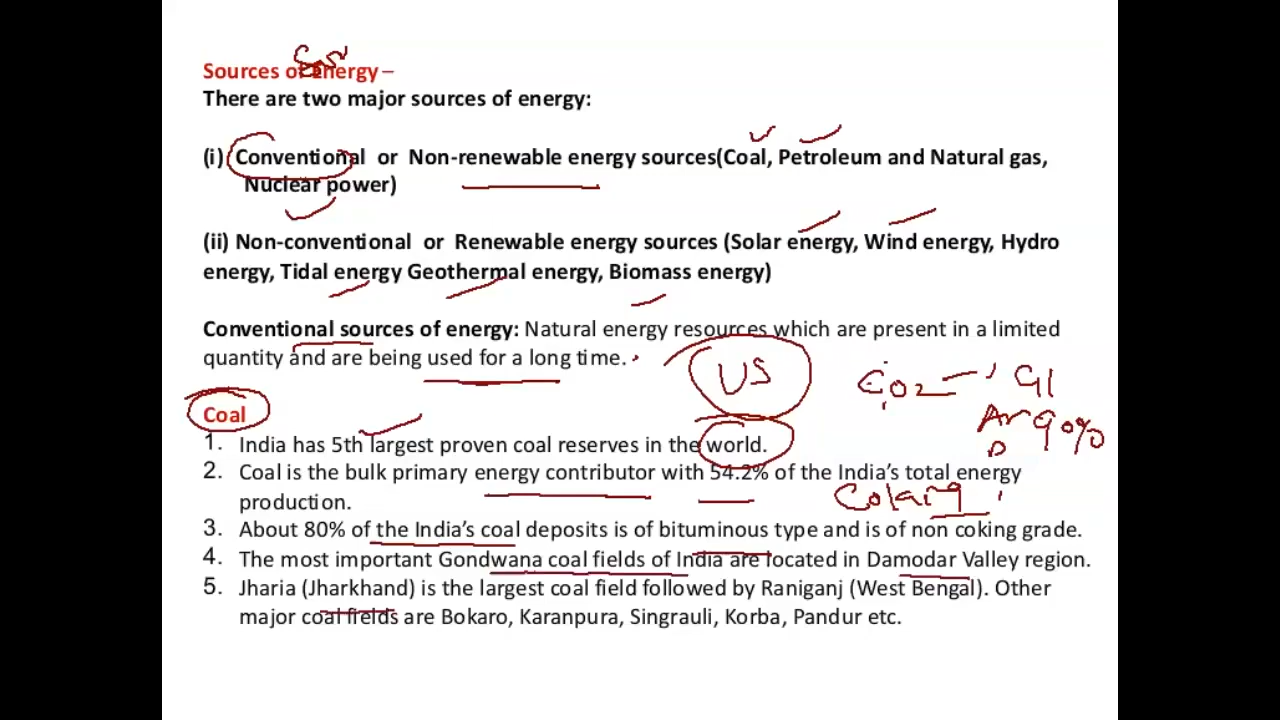 Sources of Energy –
There are two major sources of energy:
(i) Conventional or Non-renewable energy sources(Coal, Petroleum and Natural gas,
Nuclear power)
(ii) Non-conventional or Renewable energy sources (Solar energy, Wind energy, Hydro
energy, Tidal energy Geothermal energy, Biomass energy)
Conventional sources of energy: Natural energy resources which are present in a limited
quantity and are being used for a long time.
US
Coal
1. India has 5th largest proven coal reserves in the world.
90%
2. Coal is the bulk primary energy contributor with 54.2% of the India's total energy
production.
3. About 80% of the India's coal deposits is of bituminous type and is of non coking grade.
4. The most important Gondwana coal fields of India are located in Damodar Valley region.
5. Jharia (Jharkhand) is the largest coal field followed by Raniganj (West Bengal). Other
major coal fields are Bokaro, Karanpura, Singrauli, Korba, Pandur etc.